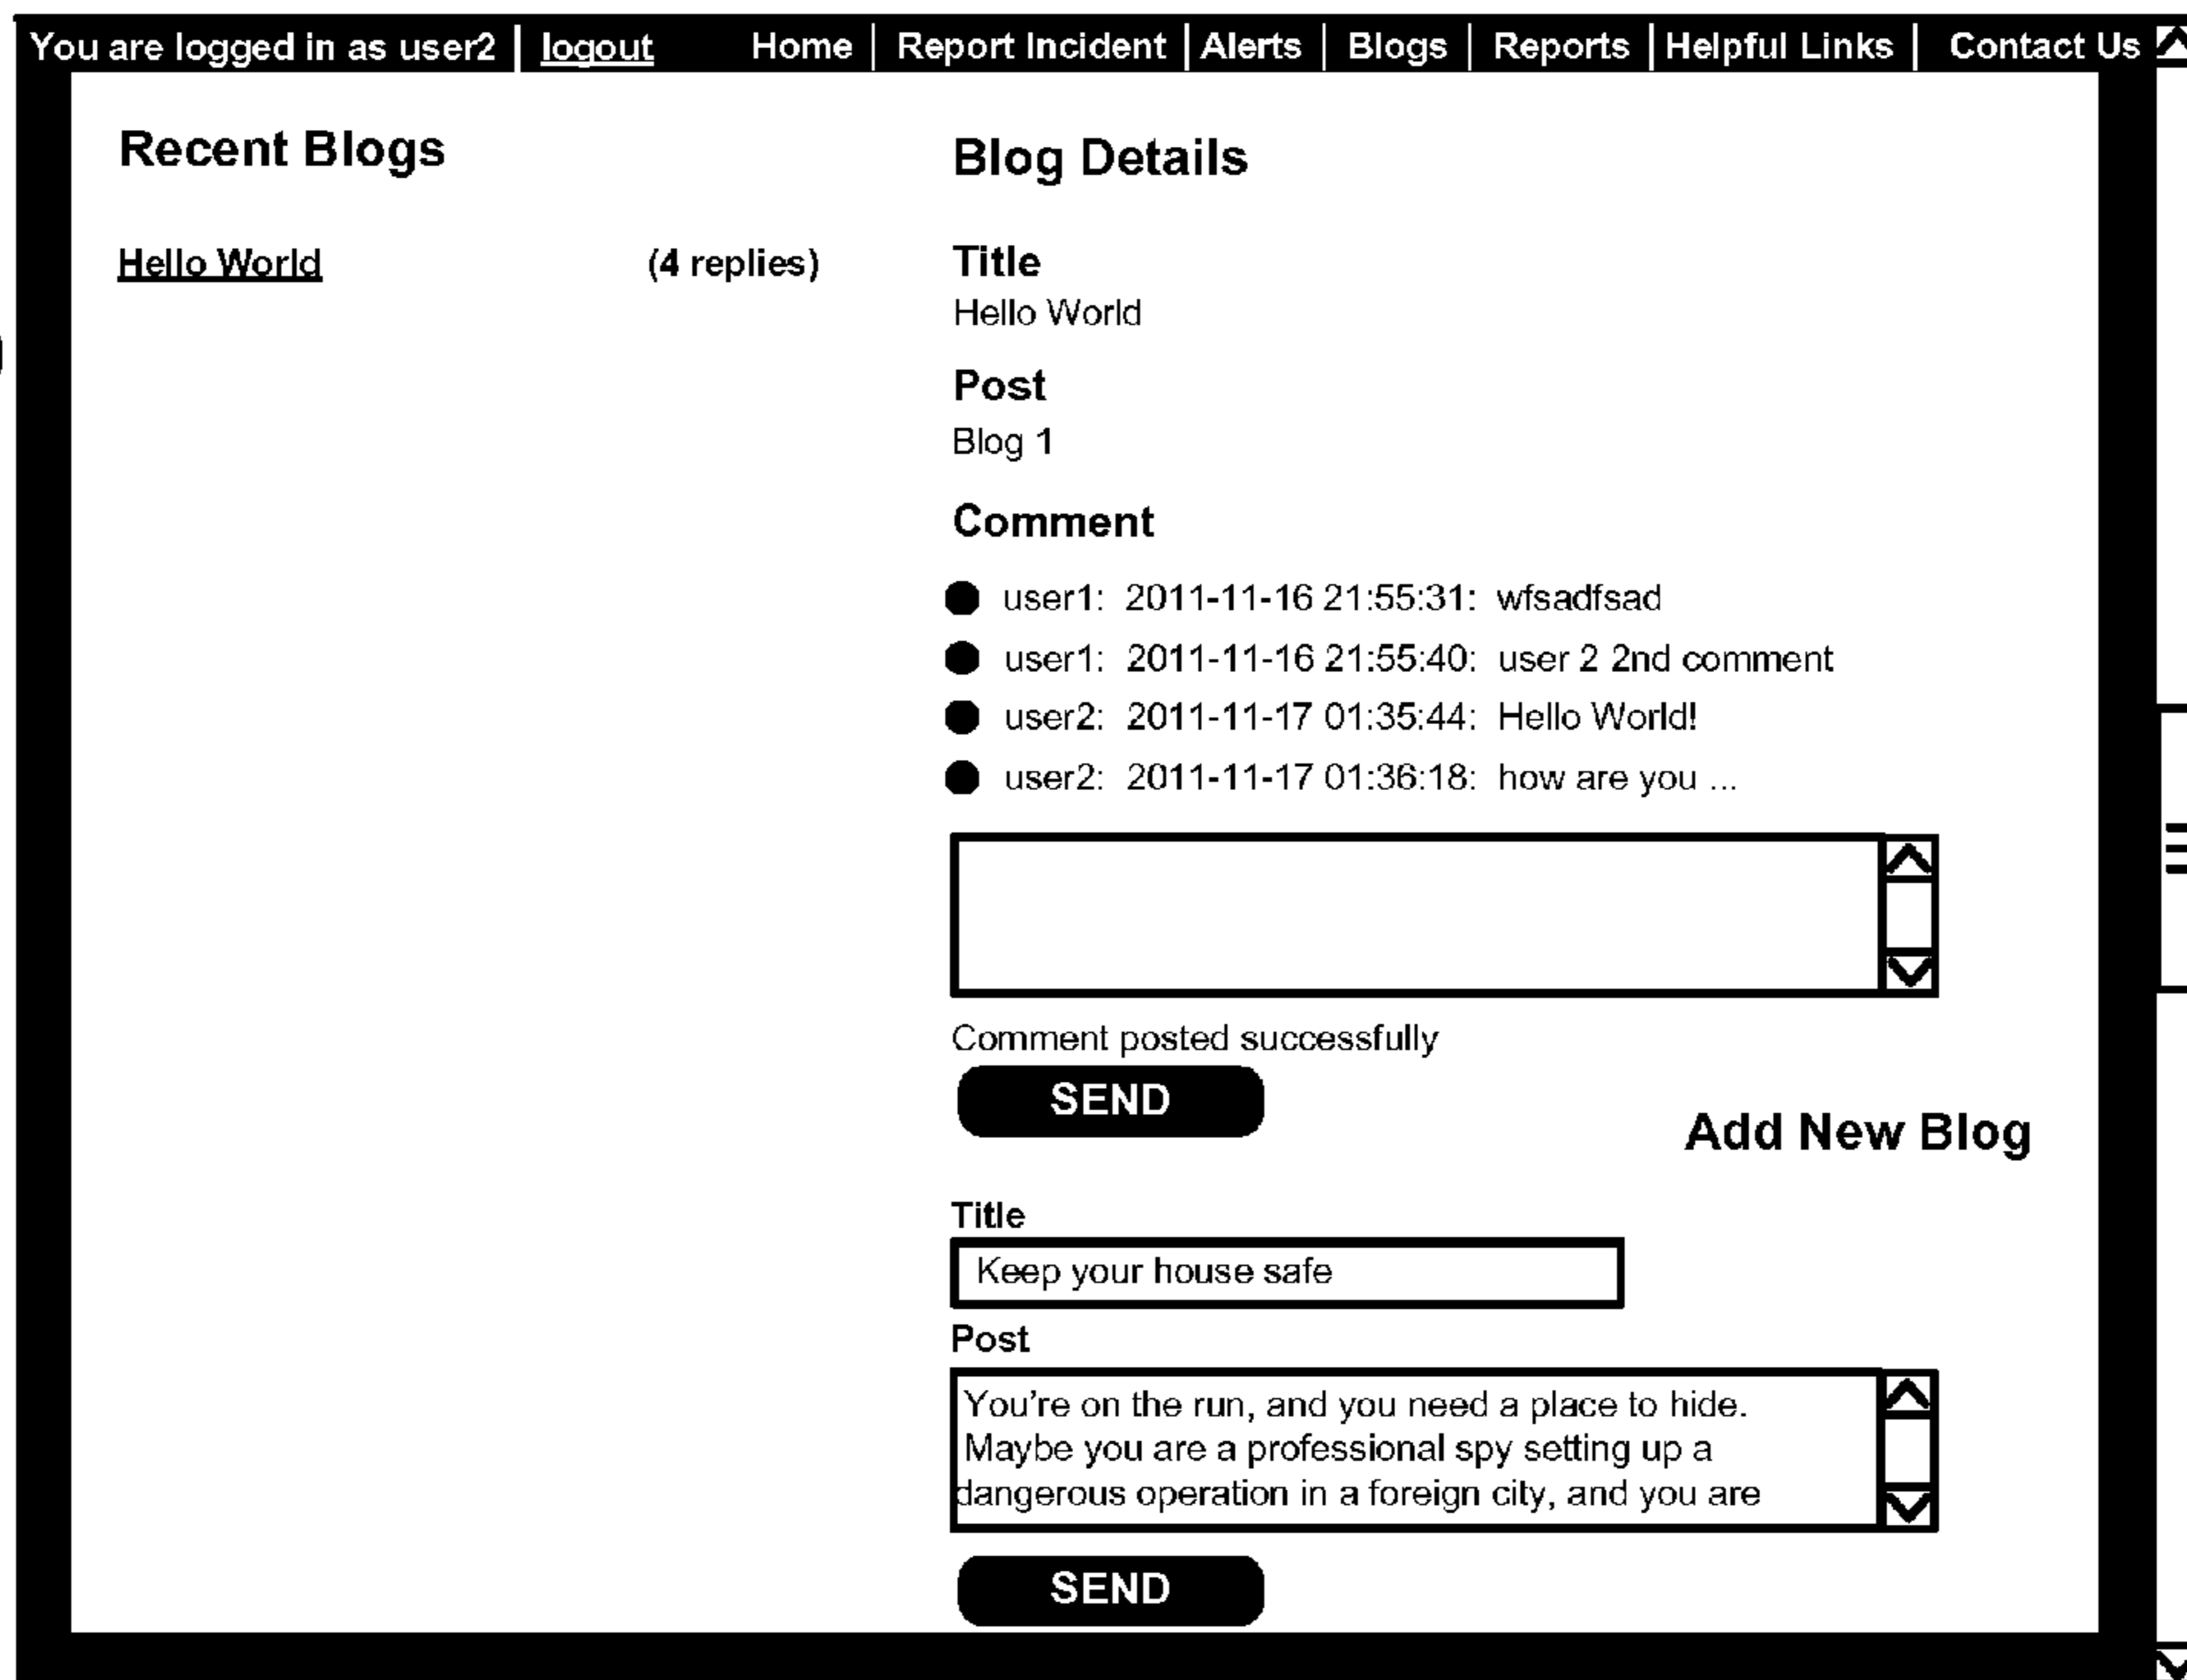 You are logged in as user2 | logout Home | Report Incident | Alerts | Blogs | Reports | Helpful Links | Contact Us
Recent Blogs
Hello World (4 replies)
Blog Details
Title
Hello World
Post
Blog 1
Comment
user1: 2011-11-16 21:55:31: wfsadfsad
user1: 2011-11-16 21:55:40: user 2 2nd comment
user2: 2011-11-17 01:35:44: Hello World!
user2: 2011-11-17 01:36:18: how are you ...
Comment posted successfully
SEND
Add New Blog
Title
Keep your house safe
Post
You're on the run, and you need a place to hide.
Maybe you are a professional spy setting up a
dangerous operation in a foreign city, and you are
SEND